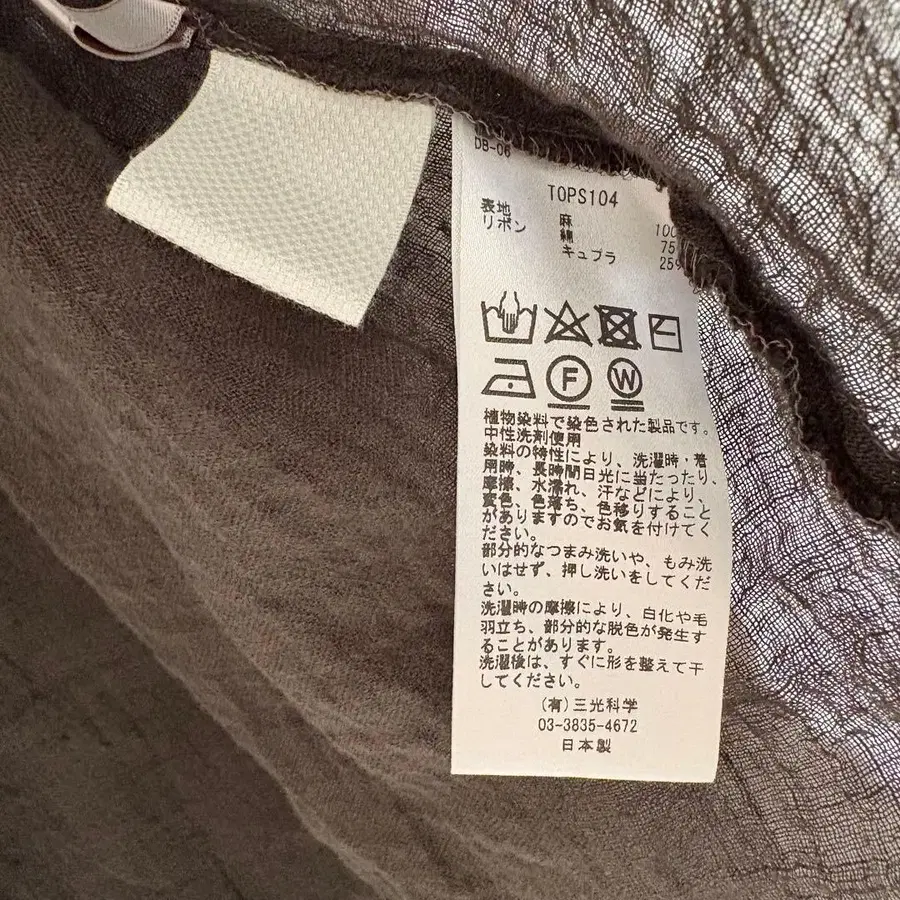 DB-06
TOPS104
表地 麻 100
リボン 綿 75
キュプラ 25%
F W
植物染料で染色された製品です。
中性洗剤使用
染料の特性により、洗濯時・着
用時、長時間日光に当たったり、
摩擦、水濡れ、汗などにより、
変色、色落ち、色移りすること
がありますのでお気を付けてく
ださい。
部分的なつまみ洗いや、もみ洗
いはせず、押し洗いをしてくだ
さい。
洗濯時の摩擦により、白化や毛
羽立ち、部分的な脱色が発生す
ることがあります。
洗濯後は、すぐに形を整えて干
してください。
(有)三光科学
03-3835-4672
日本製